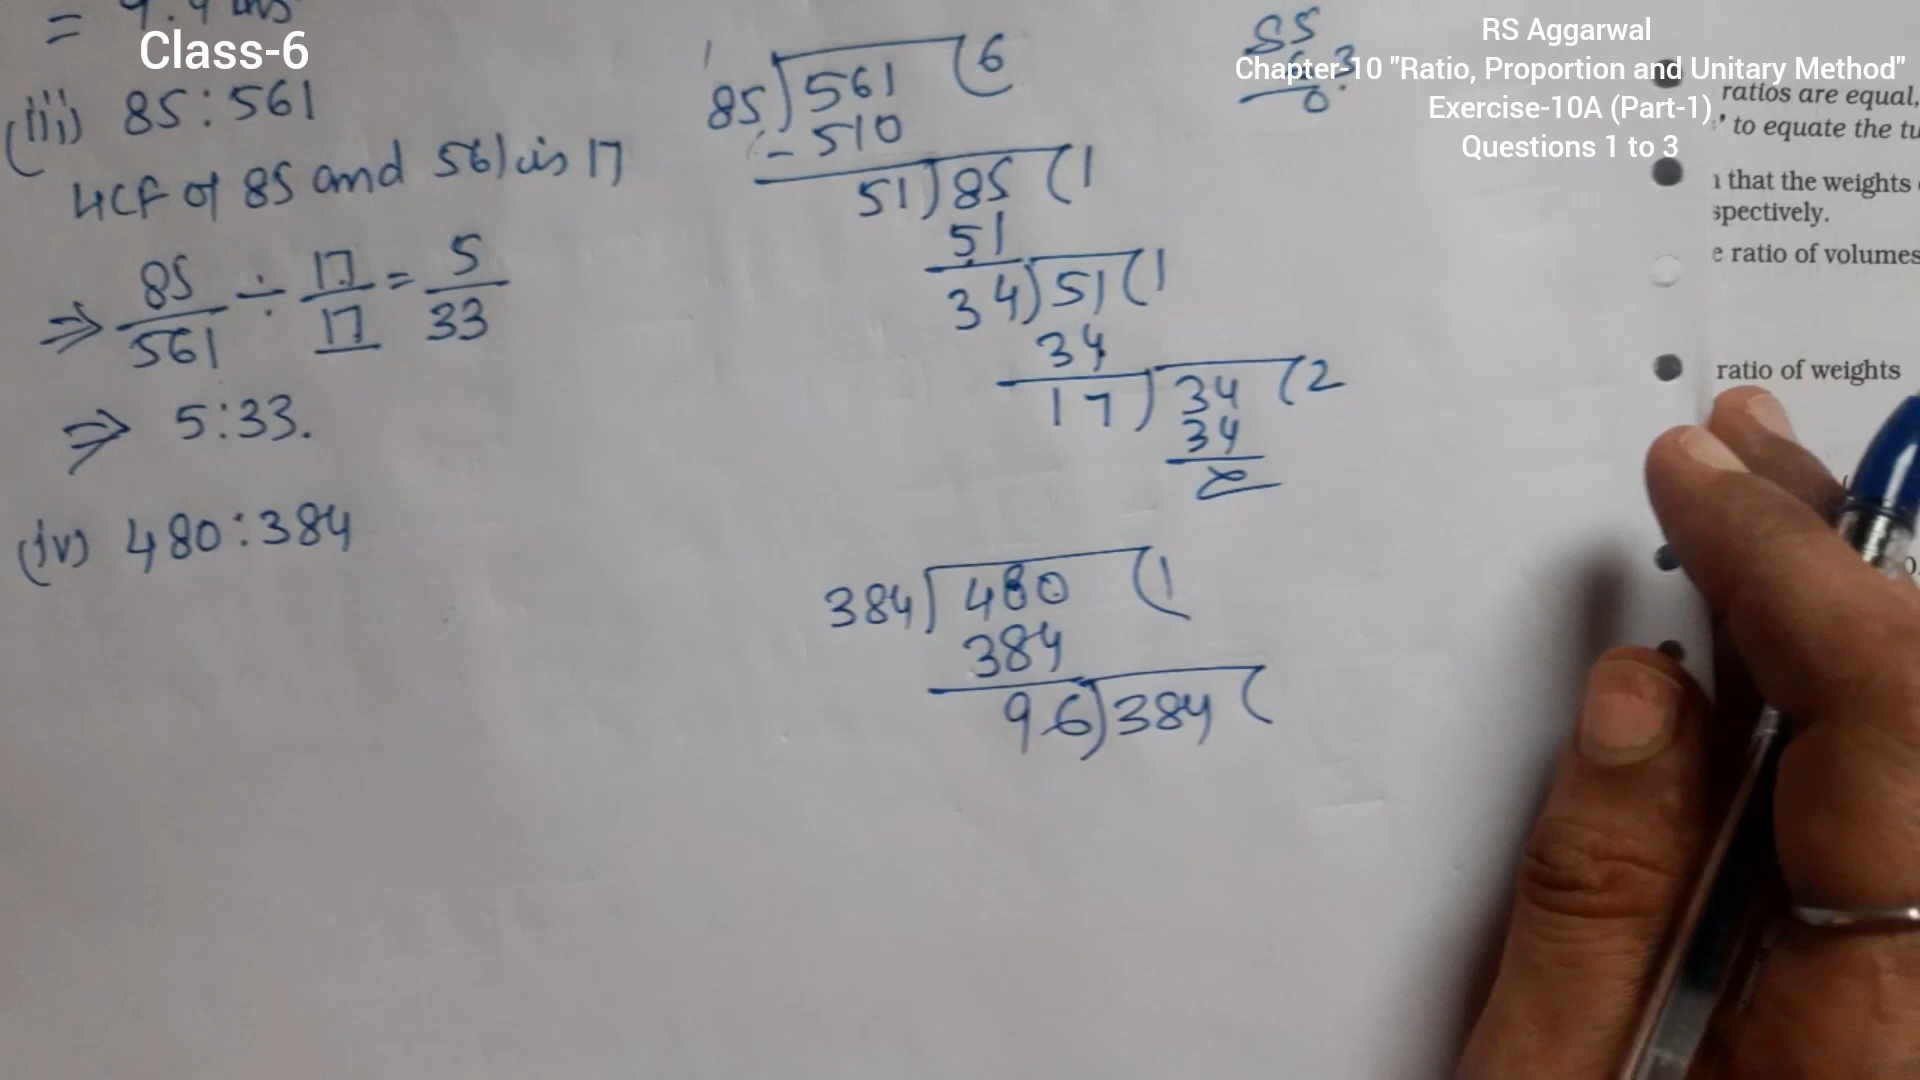 Class-6
RS Aggarwal
Chapter-10 "Ratio, Proportion and Unitary Method"
Exercise-10A (Part-1)
Questions 1 to 3
(iii) 85:561
HCF of 85 and 561 is 17
⇒ 85/561 ÷ 17/17 = 5/33
⇒ 5:33.
(iv) 480:384
85)561(6
-510
51)85(1
51
34)51(1
34
17)34(2
34
384)480(1
384
96)384(
ratios are equal,
to equate the
that the weights
e ratio of volumes
ratio of weights